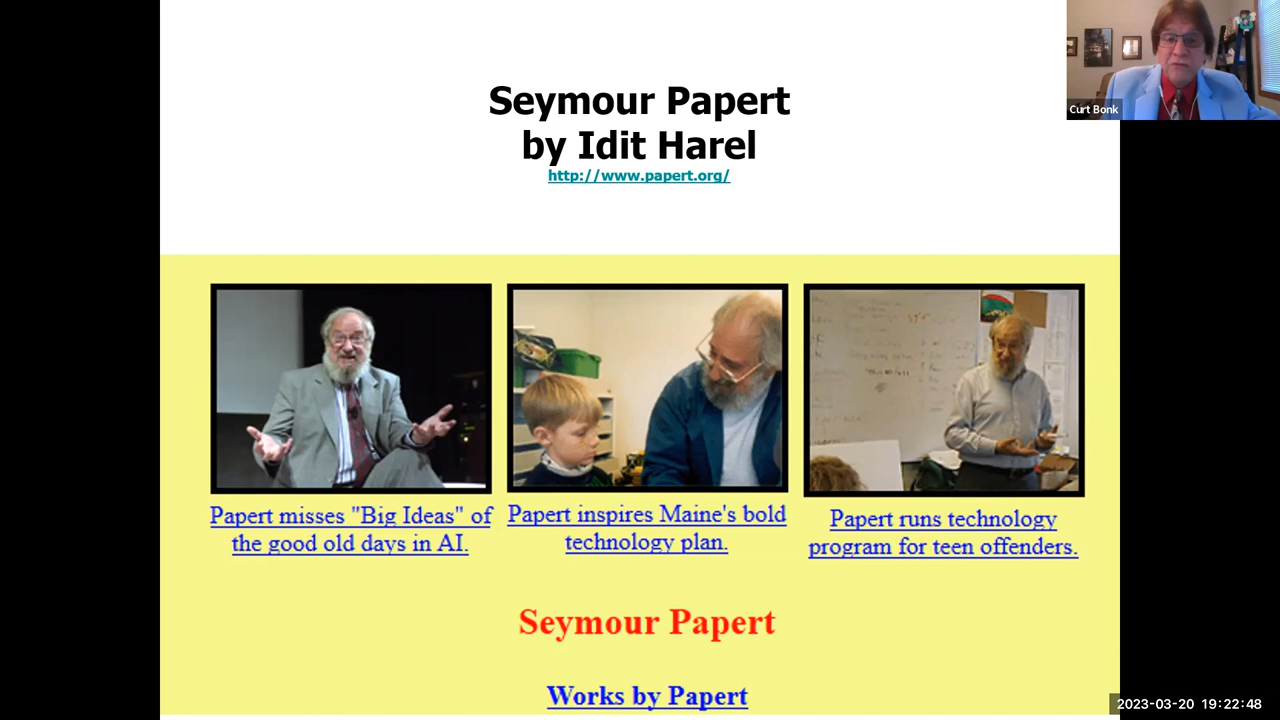 Seymour Papert
by Idit Harel
http://www.papert.org/
Curt Bonk
Papert misses "Big Ideas" of
the good old days in AI.
Papert inspires Maine's bold
technology plan.
Papert runs technology
program for teen offenders.
Seymour Papert
Works by Papert
2023-03-20 19:22:48